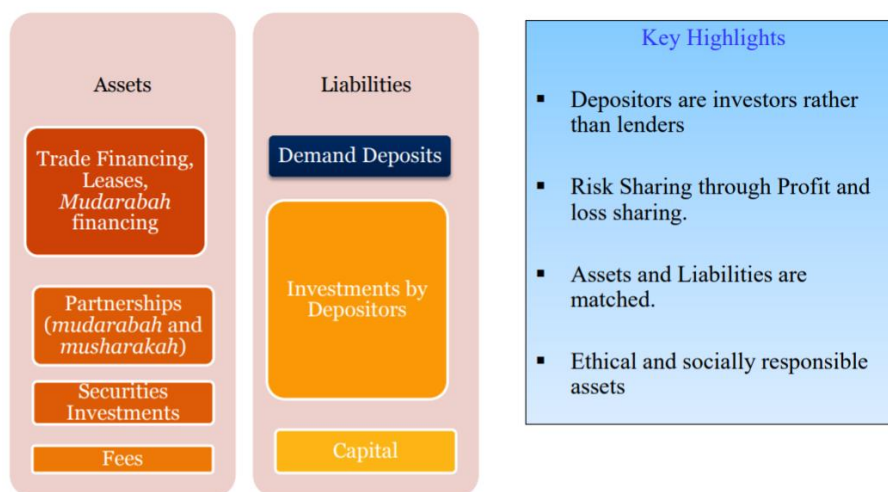 Assets
Trade Financing,
Leases,
Mudarabah
financing
Partnerships
(mudarabah and
musharakah)
Securities
Investments
Fees
Liabilities
Demand Deposits
Investments by
Depositors
Capital
Key Highlights
▪ Depositors are investors rather
than lenders
▪ Risk Sharing through Profit and
loss sharing.
▪ Assets and Liabilities are
matched.
▪ Ethical and socially responsible
assets